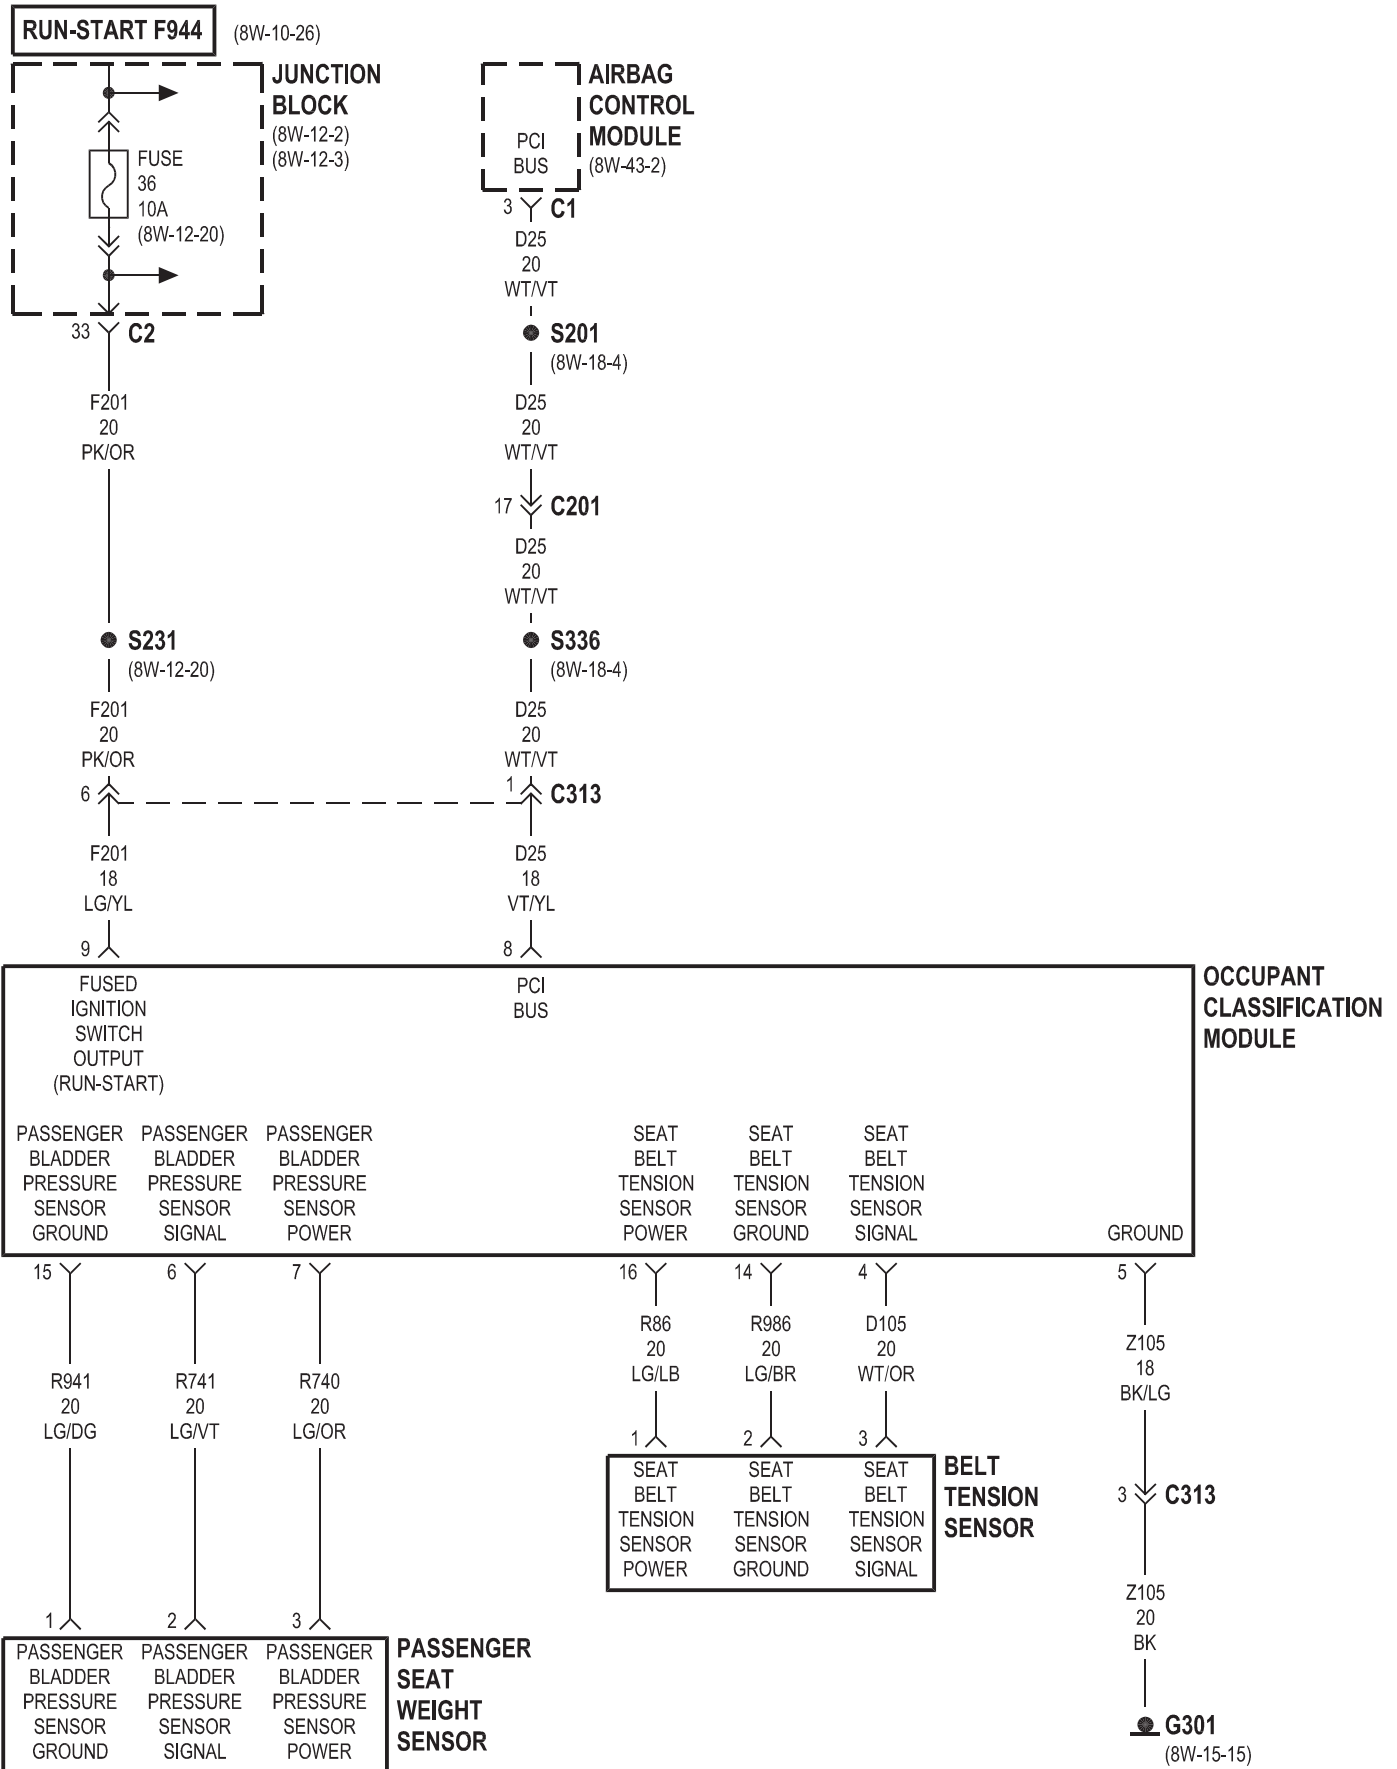 RUN-START F944 (8W-10-26)
JUNCTION
BLOCK
(8W-12-2)
(8W-12-3)
FUSE
36
10A
(8W-12-20)
33 C2
F201
20
PK/OR
S231
(8W-12-20)
F201
20
PK/OR
6
F201
18
LG/YL
9
AIRBAG
CONTROL
MODULE
(8W-43-2)
PCI
BUS
3 C1
D25
20
WT/VT
S201
(8W-18-4)
D25
20
WT/VT
17 C201
D25
20
WT/VT
S336
(8W-18-4)
D25
20
WT/VT
1 C313
D25
18
VT/YL
8
OCCUPANT
CLASSIFICATION
MODULE
FUSED
IGNITION
SWITCH
OUTPUT
(RUN-START)
PCI
BUS
PASSENGER
BLADDER
PRESSURE
SENSOR
GROUND
PASSENGER
BLADDER
PRESSURE
SENSOR
SIGNAL
PASSENGER
BLADDER
PRESSURE
SENSOR
POWER
SEAT
BELT
TENSION
SENSOR
POWER
SEAT
BELT
TENSION
SENSOR
GROUND
SEAT
BELT
TENSION
SENSOR
SIGNAL
GROUND
15
R941
20
LG/DG
1
6
R741
20
LG/VT
2
7
R740
20
LG/OR
3
16
R86
20
LG/LB
1
14
R986
20
LG/BR
2
4
D105
20
WT/OR
3
5
Z105
18
BK/LG
3 C313
Z105
20
BK
G301
(8W-15-15)
SEAT
BELT
TENSION
SENSOR
POWER
SEAT
BELT
TENSION
SENSOR
GROUND
SEAT
BELT
TENSION
SENSOR
SIGNAL
BELT
TENSION
SENSOR
PASSENGER
BLADDER
PRESSURE
SENSOR
GROUND
PASSENGER
BLADDER
PRESSURE
SENSOR
SIGNAL
PASSENGER
BLADDER
PRESSURE
SENSOR
POWER
PASSENGER
SEAT
WEIGHT
SENSOR